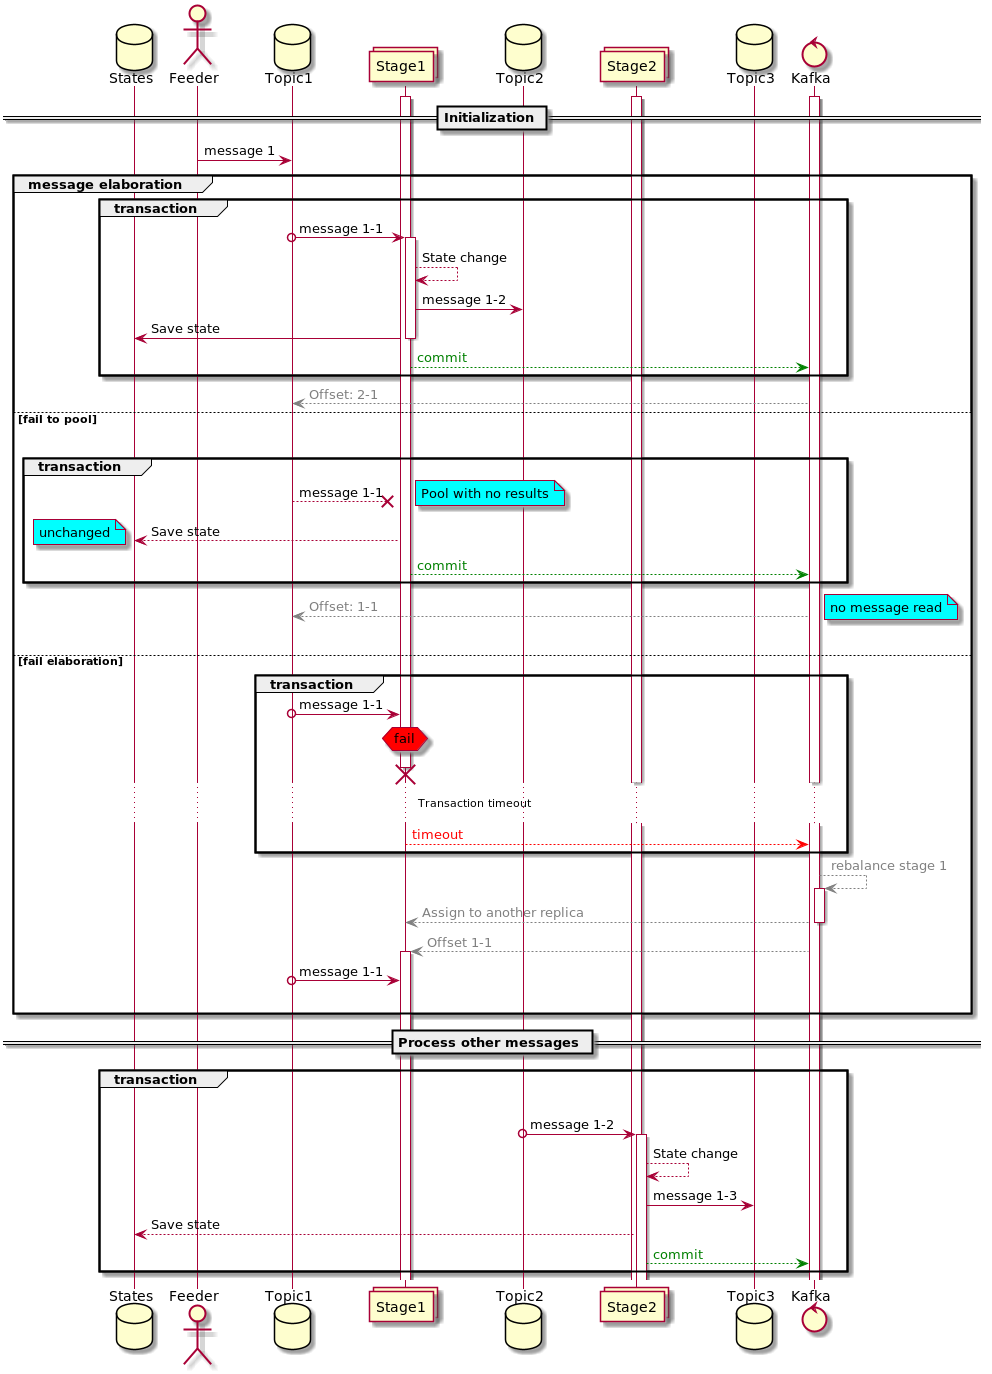 States
Feeder
Topic1
Stage1
Topic2
Stage2
Topic3
Kafka
Initialization
message 1
message elaboration
transaction
message 1-1
State change
message 1-2
Save state
commit
Offset: 2-1
[fail to pool]
transaction
message 1-1
Pool with no results
unchanged
Save state
commit
Offset: 1-1
no message read
[fail elaboration]
transaction
message 1-1
fail
Transaction timeout
timeout
rebalance stage 1
Assign to another replica
Offset 1-1
message 1-1
Process other messages
transaction
message 1-2
State change
message 1-3
Save state
commit
States
Feeder
Topic1
Stage1
Topic2
Stage2
Topic3
Kafka